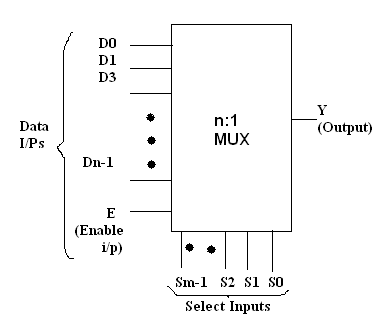 D0
D1
D3
Data
I/Ps
Dn-1
E
(Enable
i/p)
n:1
MUX
Y
(Output)
Sm-1 S2 S1 S0
Select Inputs